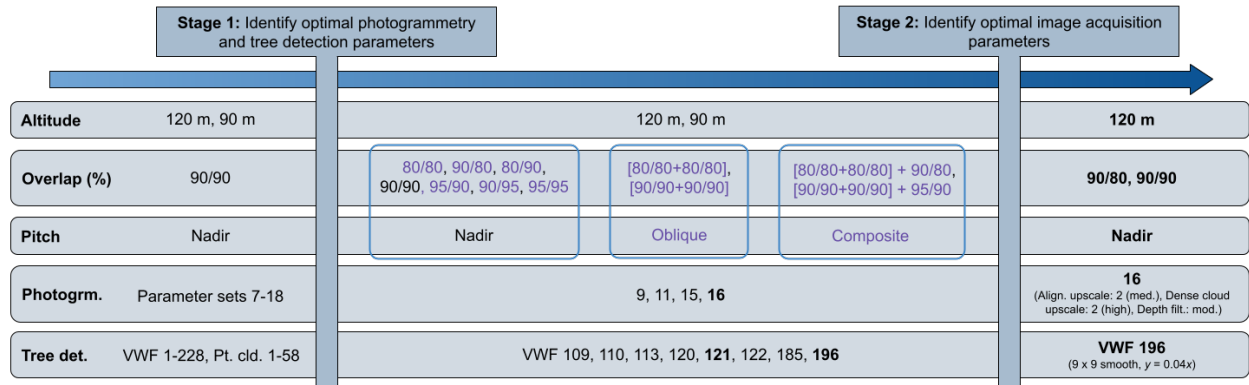 Stage 1: Identify optimal photogrammetry
and tree detection parameters
Stage 2: Identify optimal image acquisition
parameters
Altitude 120 m, 90 m 120 m, 90 m 120 m
Overlap (%) 90/90 80/80, 90/80, 80/90,
90/90, 95/90, 90/95, 95/95 [80/80+80/80],
[90/90+90/90] [80/80+80/80] + 90/80,
[90/90+90/90] + 95/90 90/80, 90/90
Pitch Nadir Nadir Oblique Composite Nadir
Photogrm. Parameter sets 7-18 9, 11, 15, 16 16
(Align. upscale: 2 (med.), Dense cloud
upscale: 2 (high), Depth filt.: mod.)
Tree det. VWF 1-228, Pt. cld. 1-58 VWF 109, 110, 113, 120, 121, 122, 185, 196 VWF 196
(9 x 9 smooth, y = 0.04x)